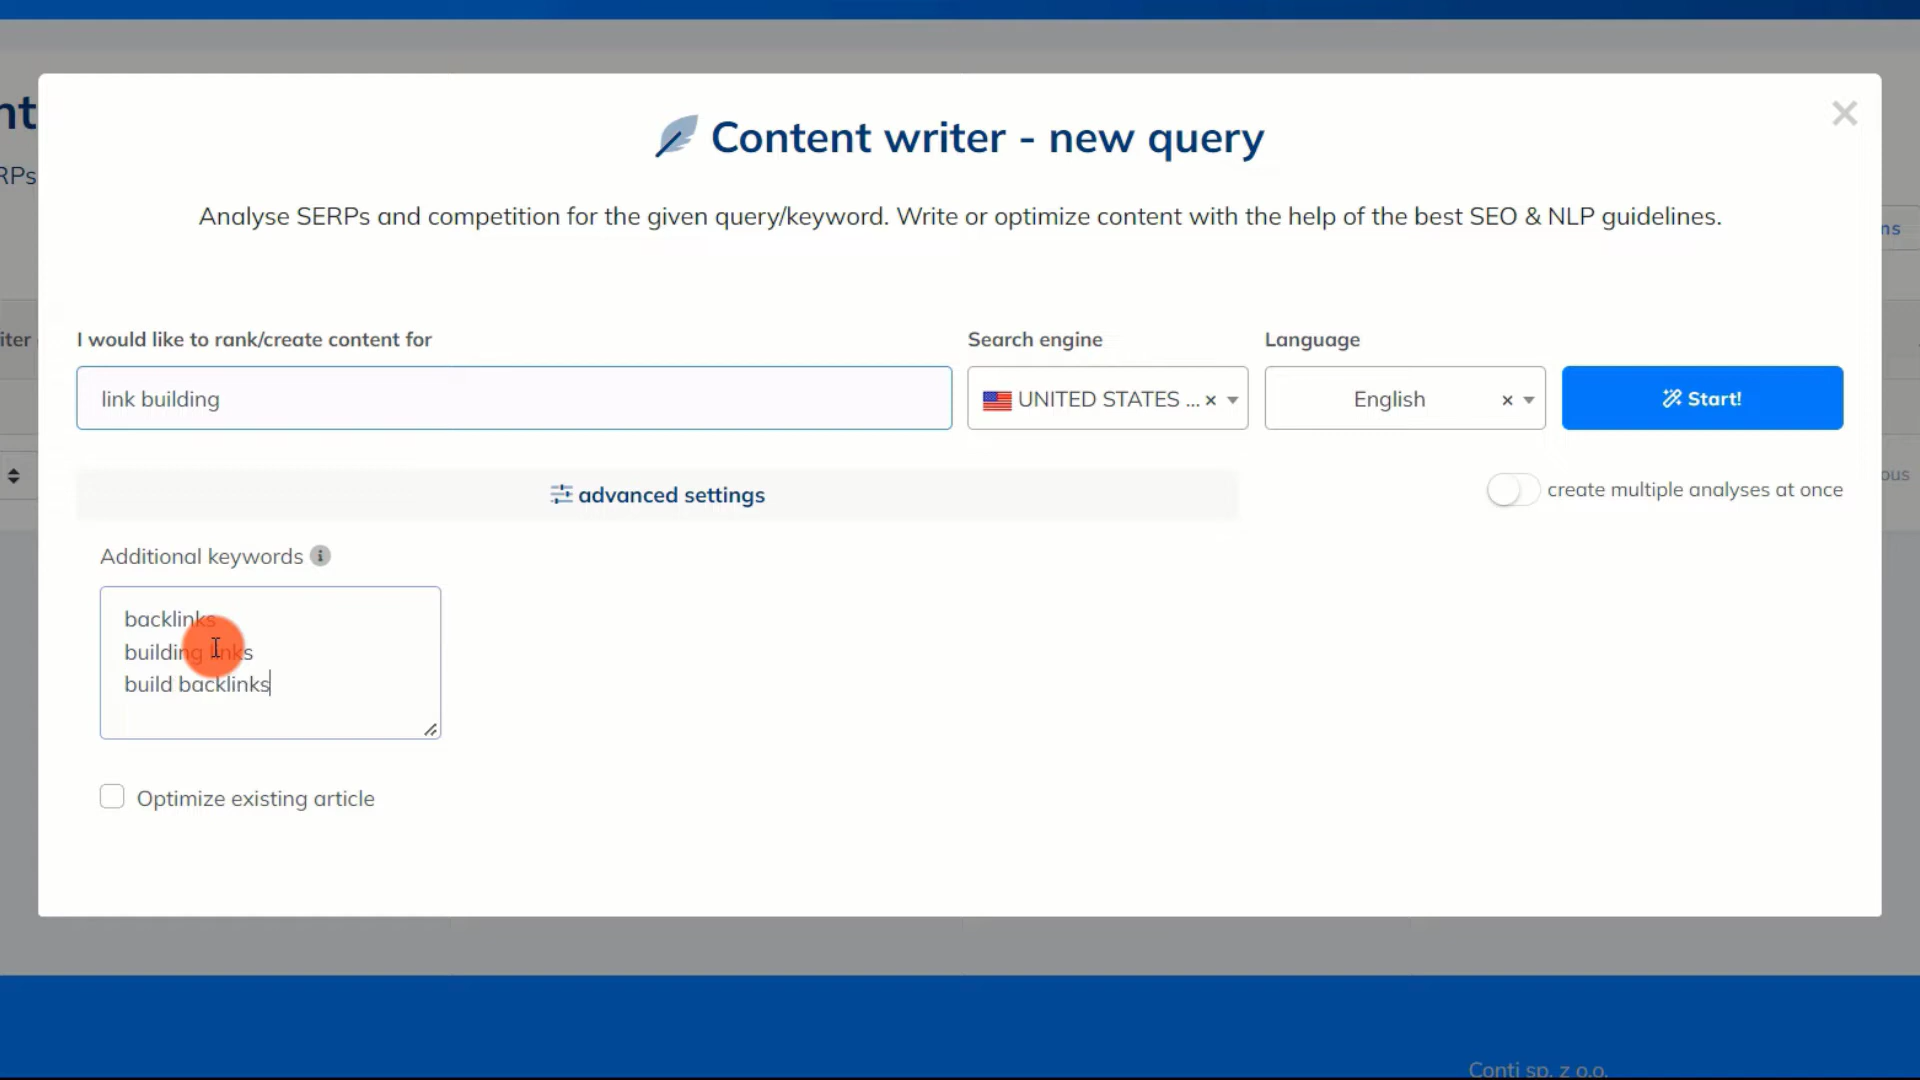 nt
RPs
Content writer - new query
Analyse SERPs and competition for the given query/keyword. Write or optimize content with the help of the best SEO & NLP guidelines.
ns
iter
I would like to rank/create content for
Search engine
Language
link building
UNITED STATES ... × 
English ×
Start!
advanced settings
create multiple analyses at once
ous
Additional keywords i
backlinks
building links
build backlinks
Optimize existing article
Conti sp. z o.o.